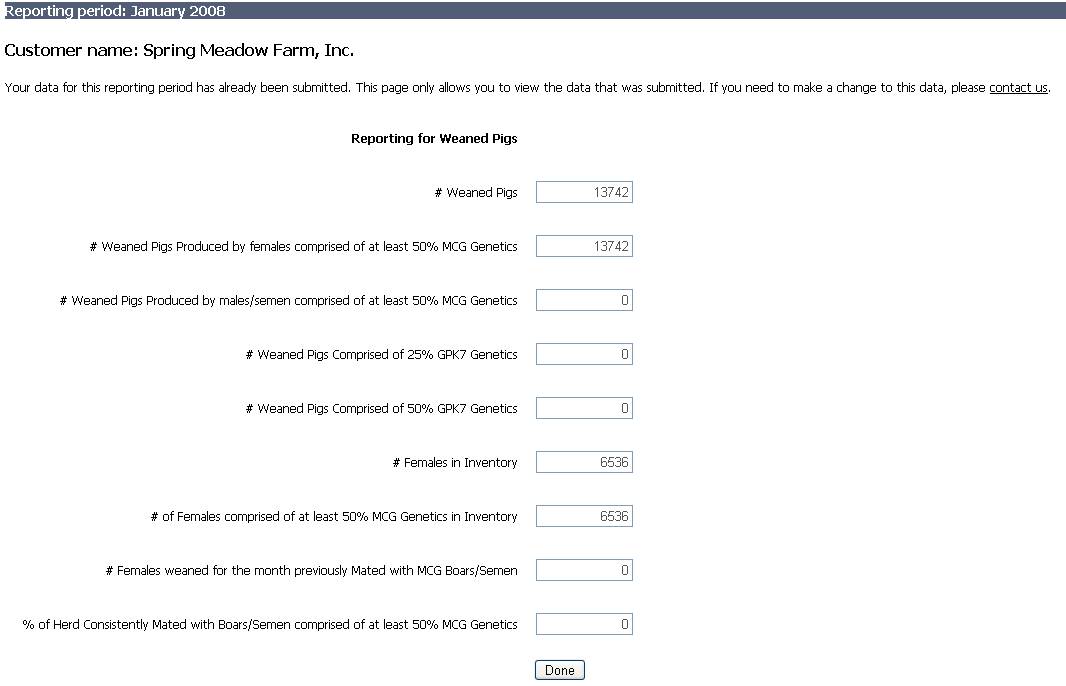 Reporting period: January 2008
Customer name: Spring Meadow Farm, Inc.
Your data for this reporting period has already been submitted. This page only allows you to view the data that was submitted. If you need to make a change to this data, please contact us.
Reporting for Weaned Pigs
# Weaned Pigs 13742
# Weaned Pigs Produced by females comprised of at least 50% MCG Genetics 13742
# Weaned Pigs Produced by males/semen comprised of at least 50% MCG Genetics 0
# Weaned Pigs Comprised of 25% GPK7 Genetics 0
# Weaned Pigs Comprised of 50% GPK7 Genetics 0
# Females in Inventory 6536
# of Females comprised of at least 50% MCG Genetics in Inventory 6536
# Females weaned for the month previously Mated with MCG Boars/Semen 0
% of Herd Consistently Mated with Boars/Semen comprised of at least 50% MCG Genetics 0
Done